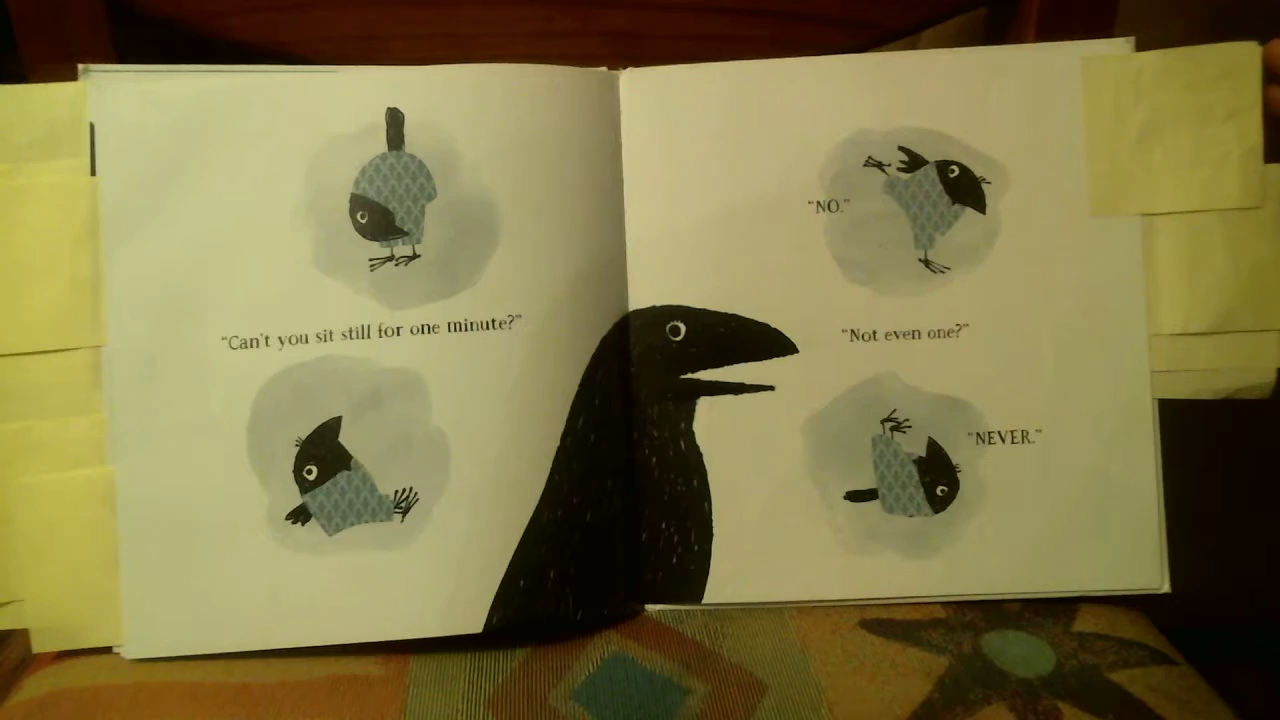 "Can't you sit still for one minute?"
"NO."
"Not even one?"
"NEVER."